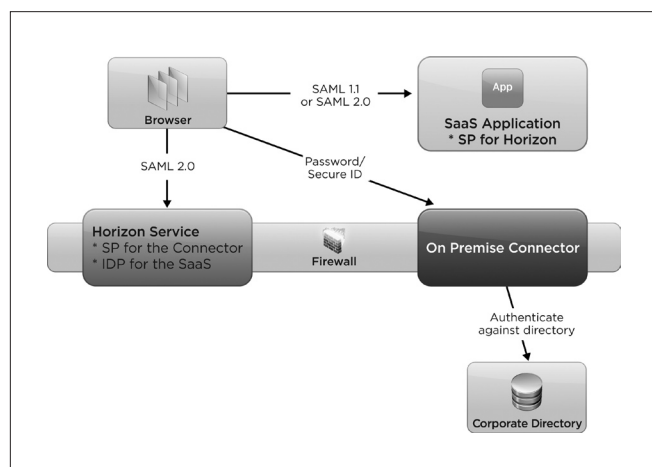 App
Browser
SAML 1.1
or SAML 2.0
SaaS Application
* SP for Horizon
SAML 2.0
Password/
Secure ID
Horizon Service
* SP for the Connector
* IDP for the SaaS
Firewall
On Premise Connector
Authenticate
against directory
Corporate Directory